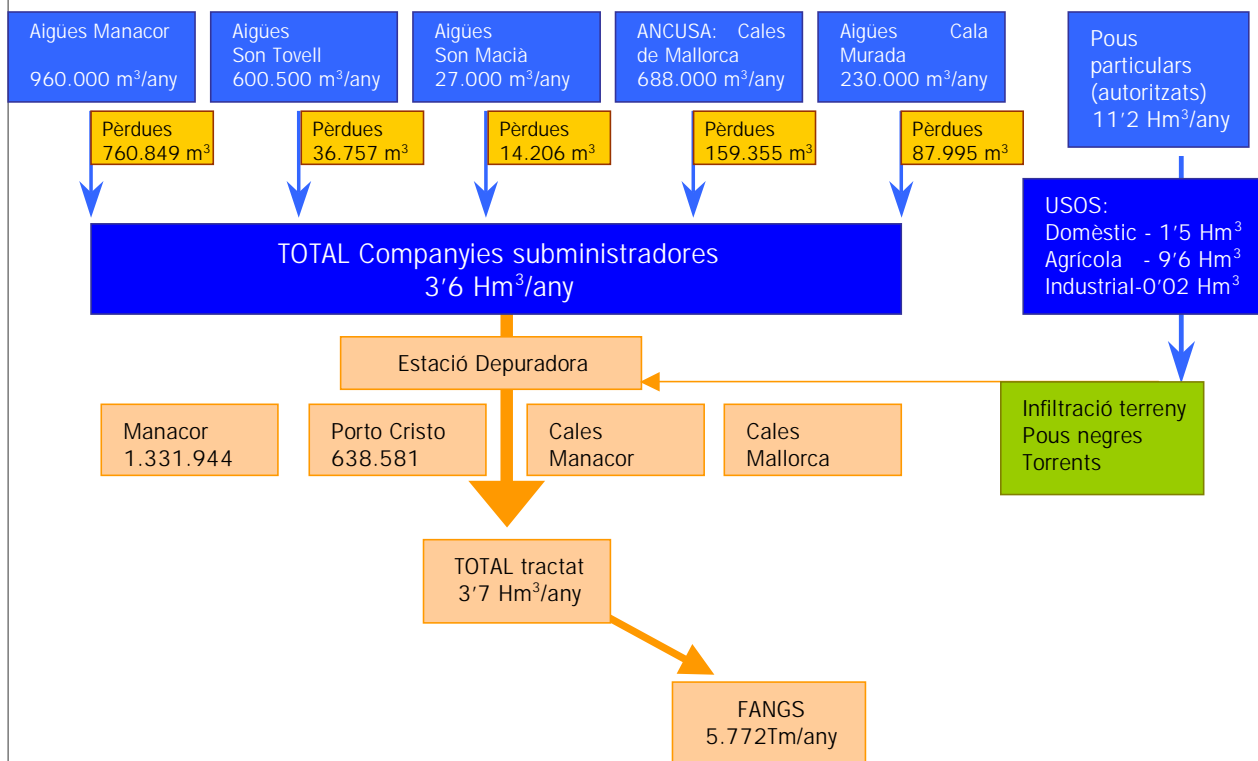 Aigües Manacor
960.000 m³/any
Aigües
Son Tovell
600.500 m³/any
Aigües
Son Macià
27.000 m³/any
ANCUSA: Cales
de Mallorca
688.000 m³/any
Aigües Cala
Murada
230.000 m³/any
Pous
particulars
(autoritzats)
11'2 Hm³/any
Pèrdues
760.849 m³
Pèrdues
36.757 m³
Pèrdues
14.206 m³
Pèrdues
159.355 m³
Pèrdues
87.995 m³
USOS:
Domèstic - 1'5 Hm³
Agrícola - 9'6 Hm³
Industrial-0'02 Hm³
TOTAL Companyies subministradores
3'6 Hm³/any
Estació Depuradora
Manacor
1.331.944
Porto Cristo
638.581
Cales
Manacor
Cales
Mallorca
Infiltració terreny
Pous negres
Torrents
TOTAL tractat
3'7 Hm³/any
FANGS
5.772Tm/any